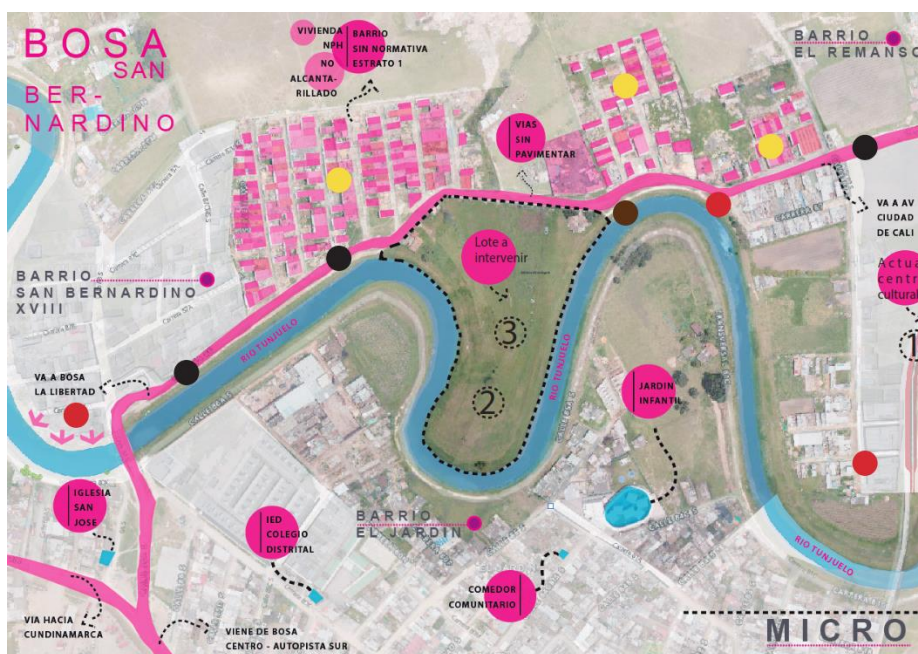 BOSA
SAN
BER-
NARDINO
VIVIENDA
NPH
NO
ALCANTA-
RILLADO
BARRIO
SIN NORMATIVA
ESTRATO 1
BARRIO
EL REMANSO
VIAS
SIN
PAVIMENTAR
VA A AV
CIUDAD
DE CALI
Lote a
intervenir
Actua
centr
cultural
1
BARRIO
SAN BERNARDINO
XVIII
RIO TUNJUELO
3
2
RIO TUNJUELO
VA A BOSA
LA LIBERTAD
JARDIN
INFANTIL
IGLESIA
SAN
JOSE
IED
COLEGIO
DISTRITAL
BARRIO
EL JARDIN
RIO TUNJUELO
COMEDOR
COMUNITARIO
VIA HACIA
CUNDINAMARCA
VIENE DE BOSA
CENTRO - AUTOPISTA SUR
MICRO